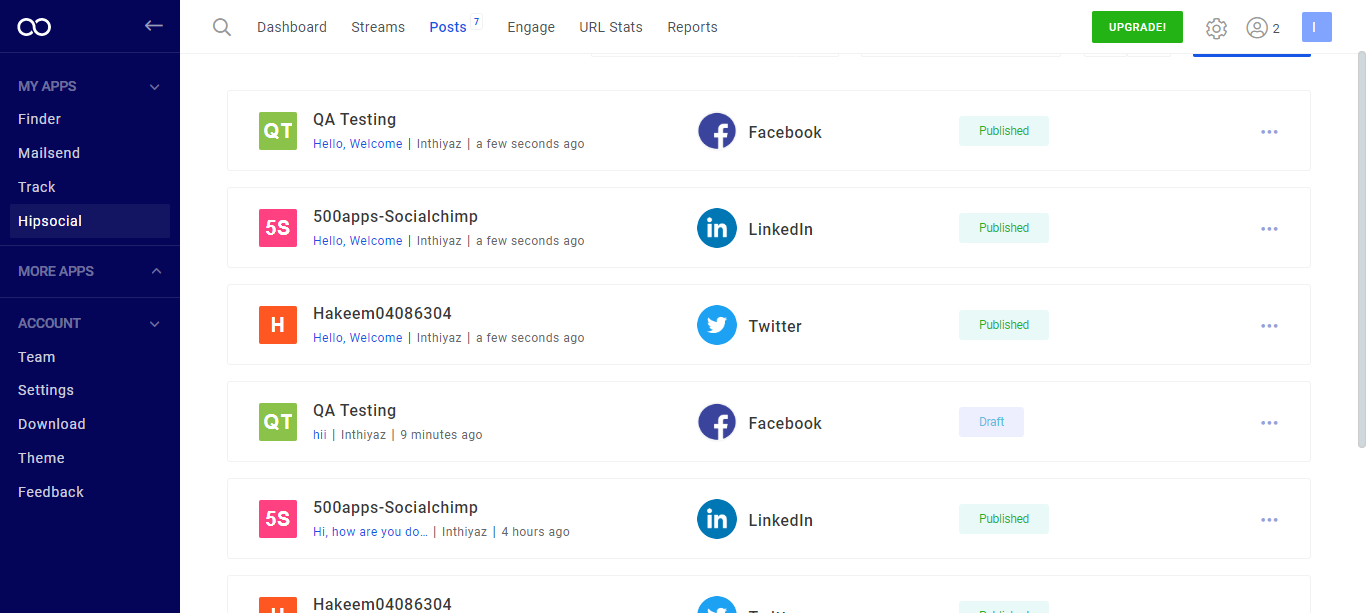 Dashboard Streams Posts 7 Engage URL Stats Reports UPGRADE! 2 I
MY APPS
Finder
Mailsend
Track
Hipsocial
MORE APPS
ACCOUNT
Team
Settings
Download
Theme
Feedback
QT QA Testing Facebook Published
Hello, Welcome | Inthiyaz | a few seconds ago
5S 500apps-Socialchimp LinkedIn Published
Hello, Welcome | Inthiyaz | a few seconds ago
H Hakeem04086304 Twitter Published
Hello, Welcome | Inthiyaz | a few seconds ago
QT QA Testing Facebook Draft
hii | Inthiyaz | 9 minutes ago
5S 500apps-Socialchimp LinkedIn Published
Hi, how are you do... | Inthiyaz | 4 hours ago
H Hakeem04086304 Twitter Published